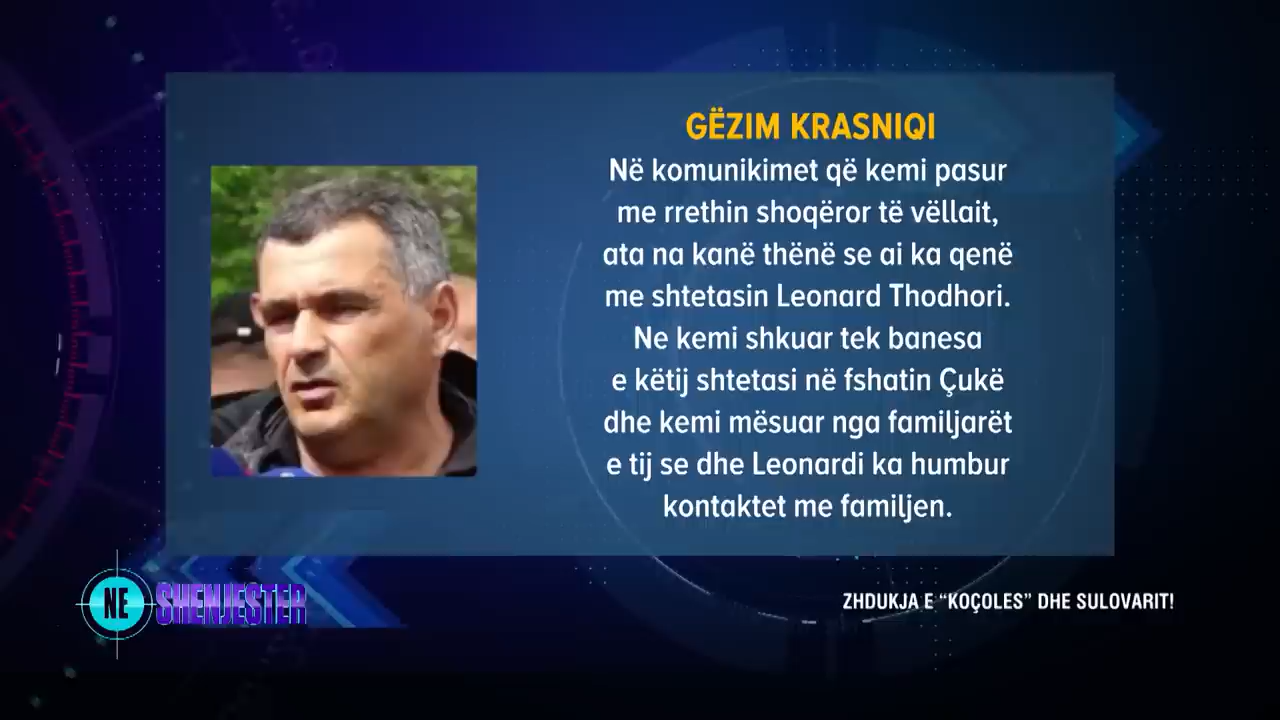 GËZIM KRASNIQI
Në komunikimet që kemi pasur
me rrethin shoqëror të vëllait,
ata na kanë thënë se ai ka qenë
me shtetasin Leonard Thodhori.
Ne kemi shkuar tek banesa
e këtij shtetasi në fshatin Çukë
dhe kemi mësuar nga familjarët
e tij se dhe Leonardi ka humbur
kontaktet me familjen.
NE SHENJESTER
ZHDUKJA E “KOÇOLES” DHE SULOVARIT!